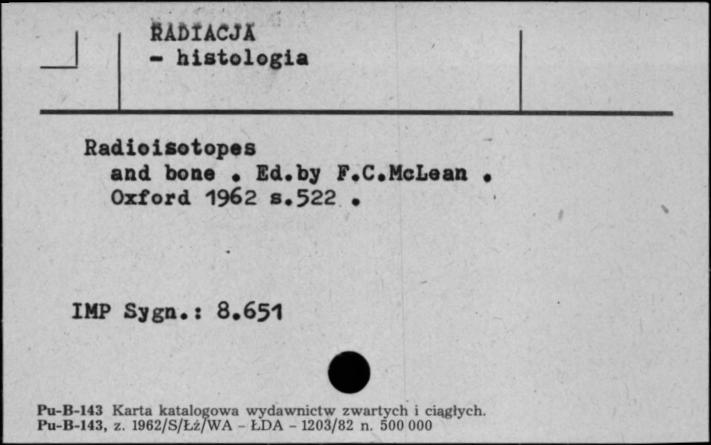 RADIACJA
- histologia
Radioisotopes
and bone . Ed.by F.C.McLean .
Oxford 1962 s.522 .
IMP Sygn.: 8.651
Pu-B-143 Karta katalogowa wydawnictw zwartych i ciągłych.
Pu-B-143, z. 1962/S/Łż/WA - ŁDA - 1203/82 n. 500 000